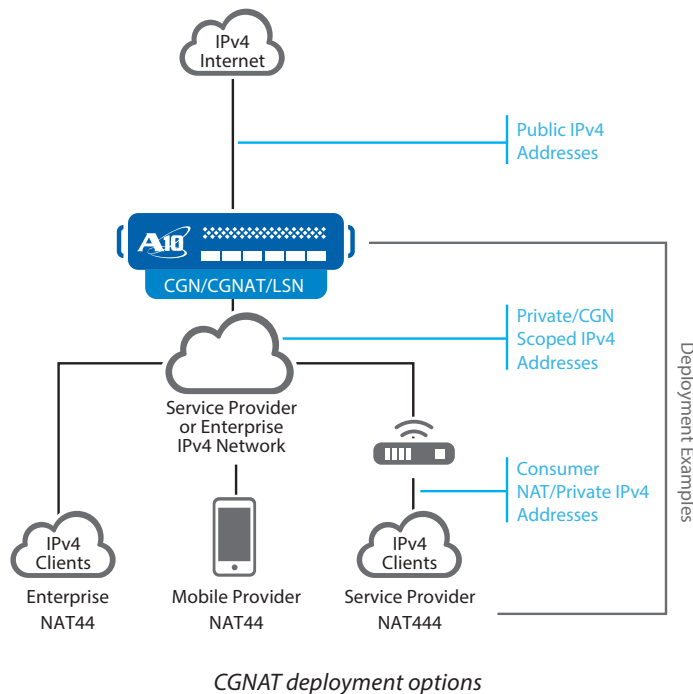 IPv4
Internet
Public IPv4
Addresses
A10
CGN/CGNAT/LSN
Private/CGN
Scoped IPv4
Addresses
Deployment Examples
Service Provider
or Enterprise
IPv4 Network
Consumer
NAT/Private IPv4
Addresses
IPv4
Clients
Enterprise
NAT44
Mobile Provider
NAT44
IPv4
Clients
Service Provider
NAT444
CGNAT deployment options